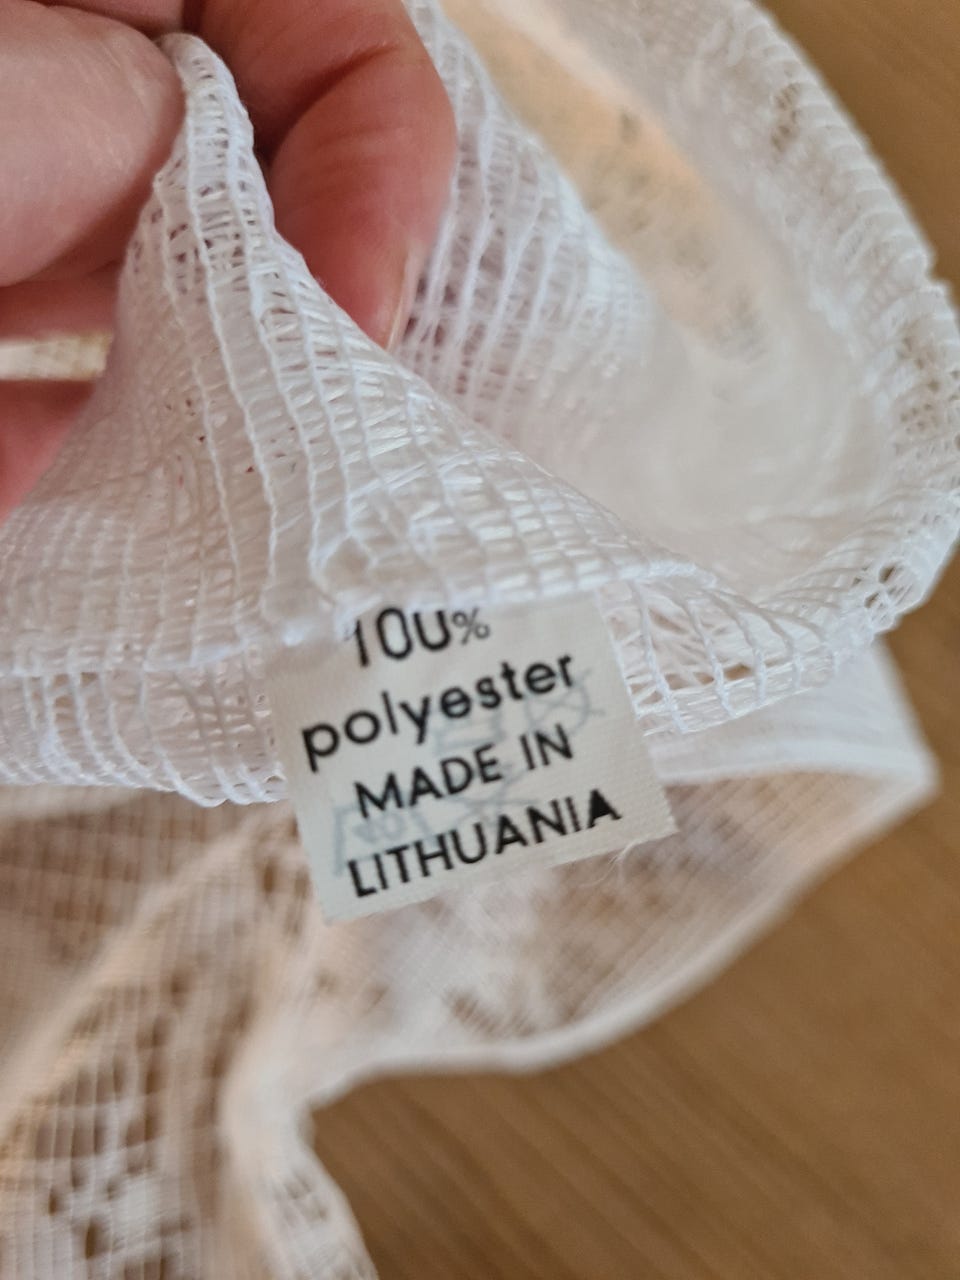 100%
polyester
MADE IN
LITHUANIA